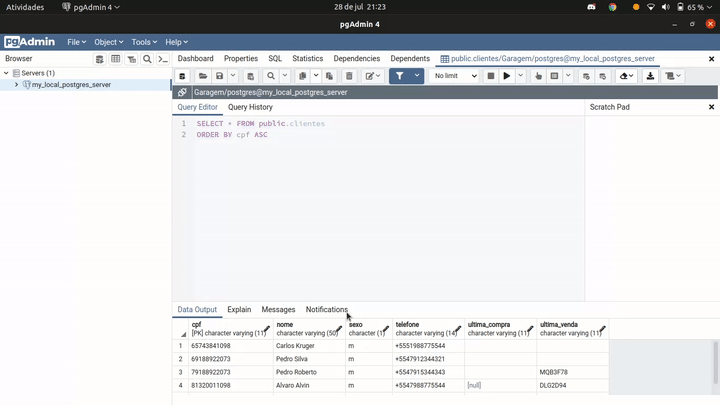 Atividades pgAdmin 4 28 de jul 21:23 65 %
pgAdmin 4
pgAdmin File Object Tools Help
Browser Dashboard Properties SQL Statistics Dependencies Dependents public.clientes/Garagem/postgres@my_local_postgres_server
Servers (1)
my_local_postgres_server
No limit
Garagem/postgres@my_local_postgres_server
Query Editor Query History Scratch Pad
1 SELECT * FROM public.clientes
2 ORDER BY cpf ASC
Data Output Explain Messages Notifications
cpf nome sexo telefone ultima_compra ultima_venda
[PK] character varying (11) character varying (50) character (1) character varying (14) character varying (11) character varying (11)
1 65743841098 Carlos Kruger m +5551988775544
2 69188922073 Pedro Silva m +5547912344321
3 79188922073 Pedro Roberto m +5547915344343 MQB3F78
4 81320011098 Alvaro Alvin m +5547988775544 [null] DLG2D94